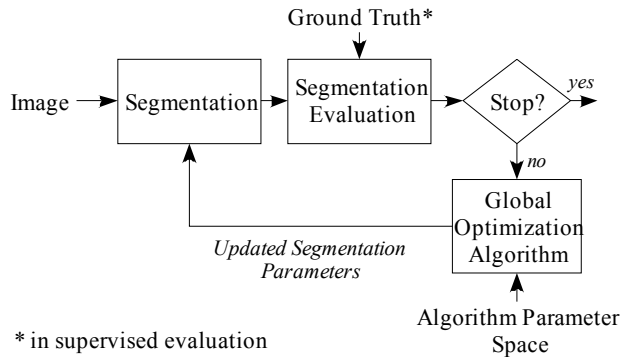 Ground Truth*
Image
Segmentation
Segmentation
Evaluation
Stop?
yes
no
Global
Optimization
Algorithm
Updated Segmentation
Parameters
Algorithm Parameter
Space
* in supervised evaluation